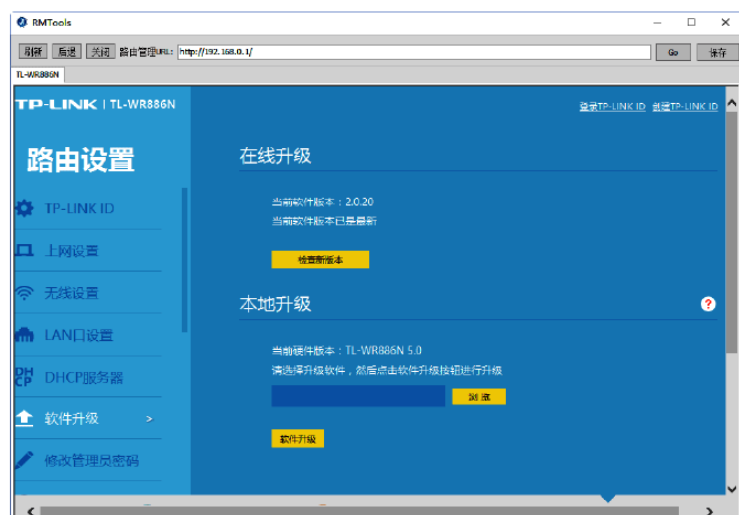 RMTools
刷新 后退 关闭 路由管理URL: http://192.168.0.1/ Go 保存
TL-WR886N
TP-LINK | TL-WR886N
登录TP-LINK ID 创建TP-LINK ID
路由设置
在线升级
TP-LINK ID
当前软件版本：2.0.20
当前软件版本已是最新
上网设置
检查新版本
无线设置
本地升级
?
LAN口设置
当前硬件版本：TL-WR886N 5.0
请选择升级软件，然后点击软件升级按钮进行升级
DHCP
DHCP服务器
浏览
软件升级 >
软件升级
修改管理员密码